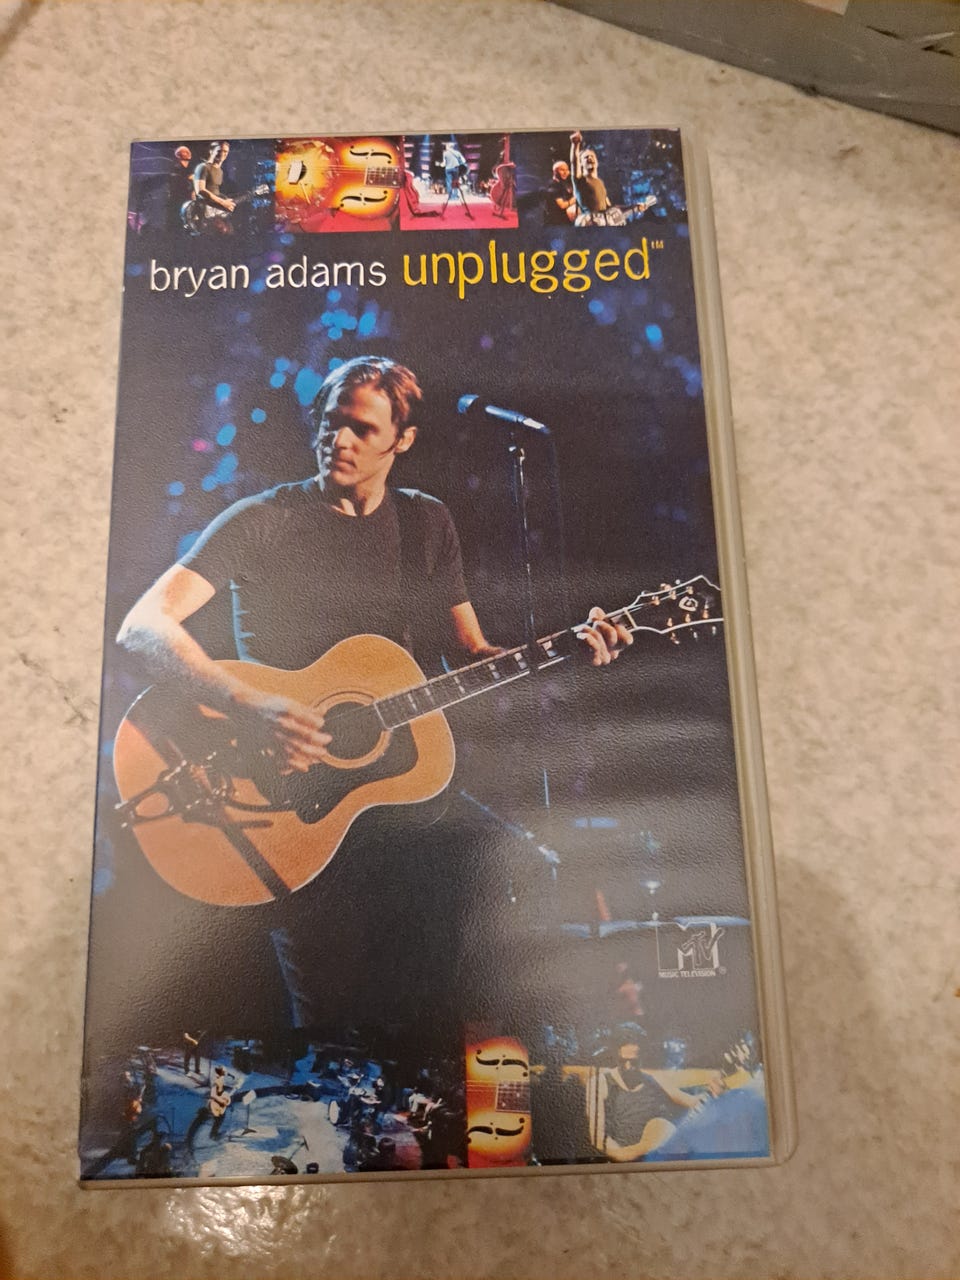 bryan adams unplugged™
MTV
MUSIC TELEVISION®